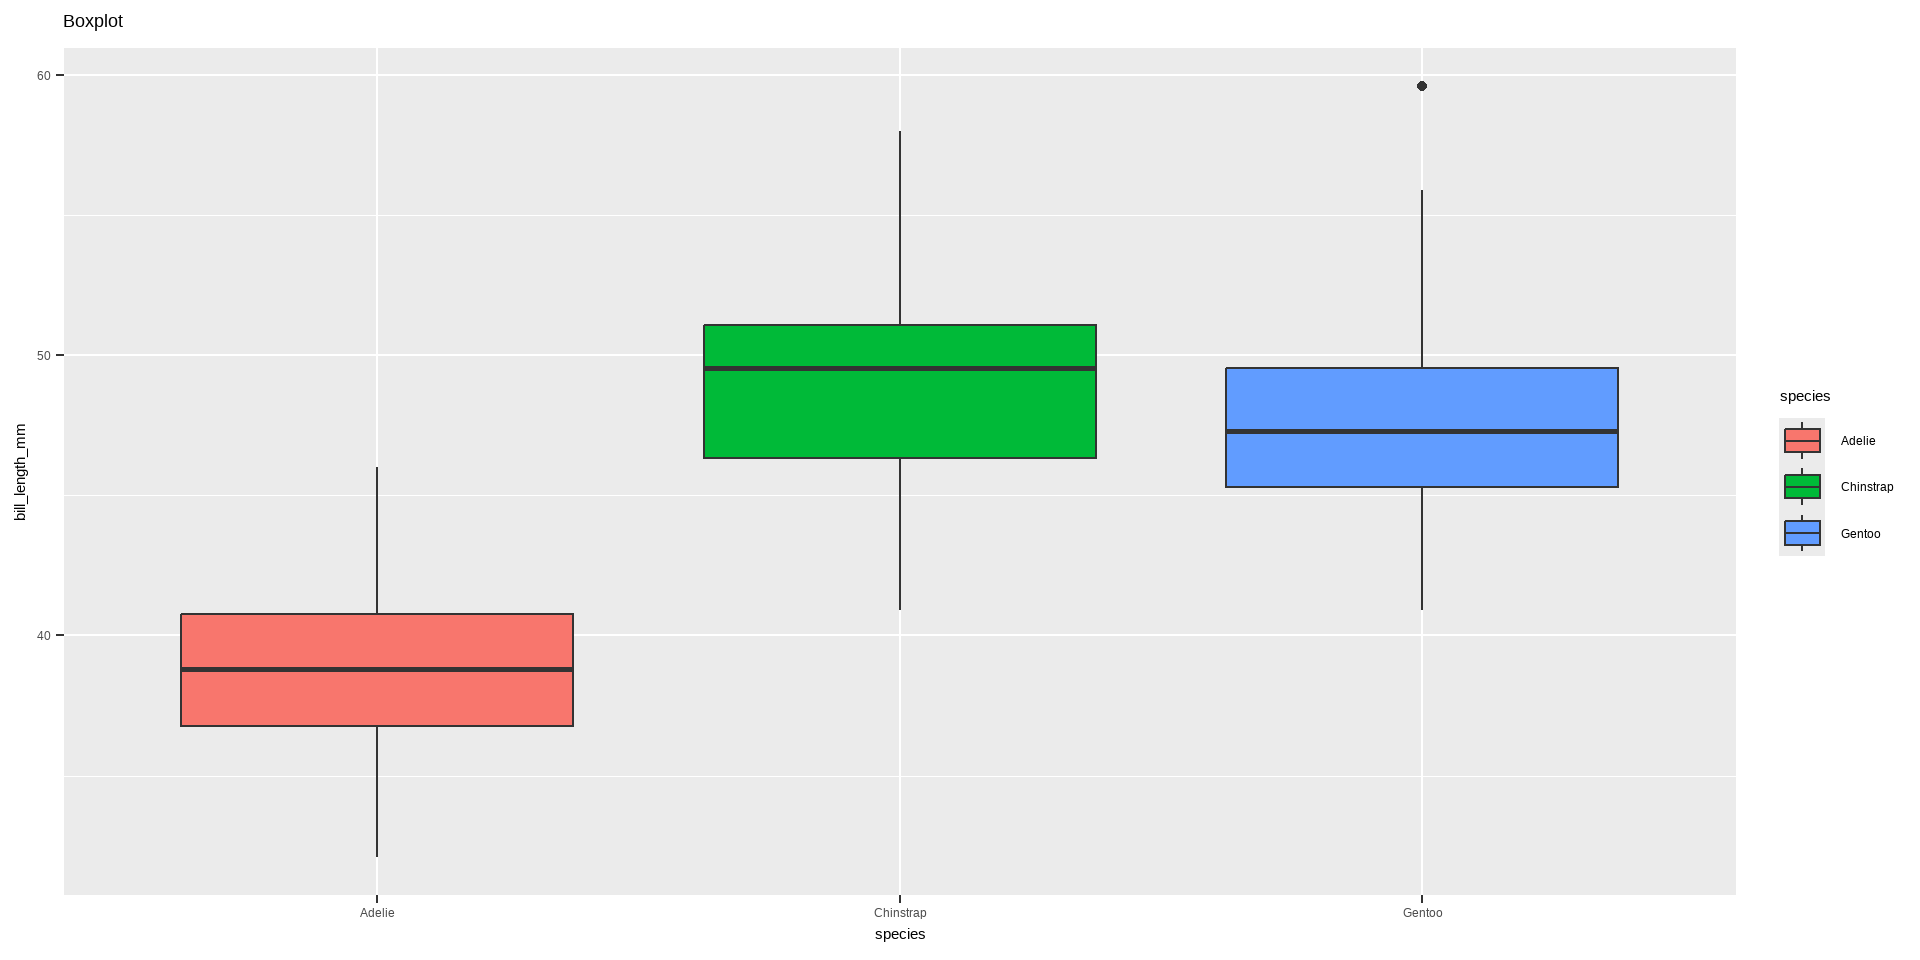 Boxplot
60
50
40
bill_length_mm
Adelie
Chinstrap
Gentoo
species
species
Adelie
Chinstrap
Gentoo